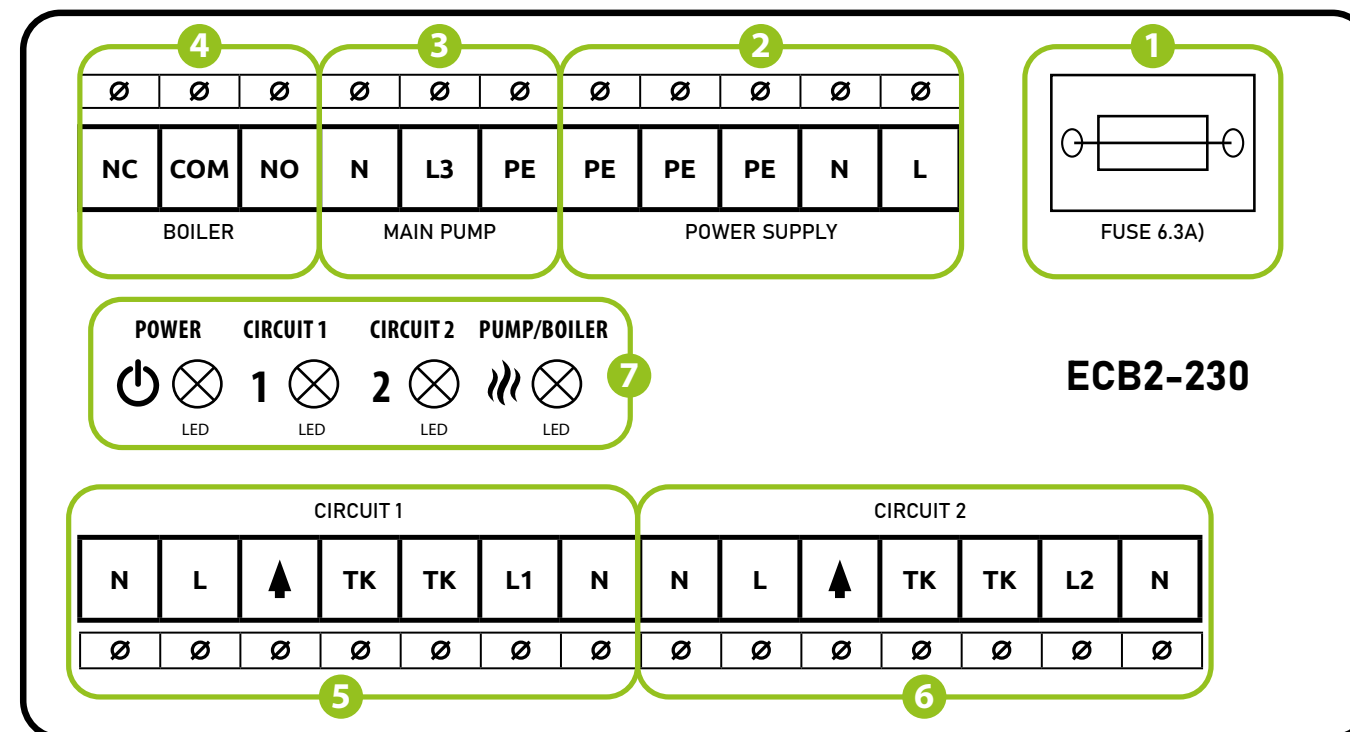 4 3 2 1
Ø Ø Ø Ø Ø Ø Ø Ø Ø Ø Ø
NC COM NO N L3 PE PE PE PE N L
BOILER MAIN PUMP POWER SUPPLY FUSE 6.3A)
POWER CIRCUIT 1 CIRCUIT 2 PUMP/BOILER
1 2 7
LED LED LED LED
ECB2-230
CIRCUIT 1 CIRCUIT 2
N L TK TK L1 N N L TK TK L2 N
Ø Ø Ø Ø Ø Ø Ø Ø Ø Ø Ø Ø Ø Ø
5 6